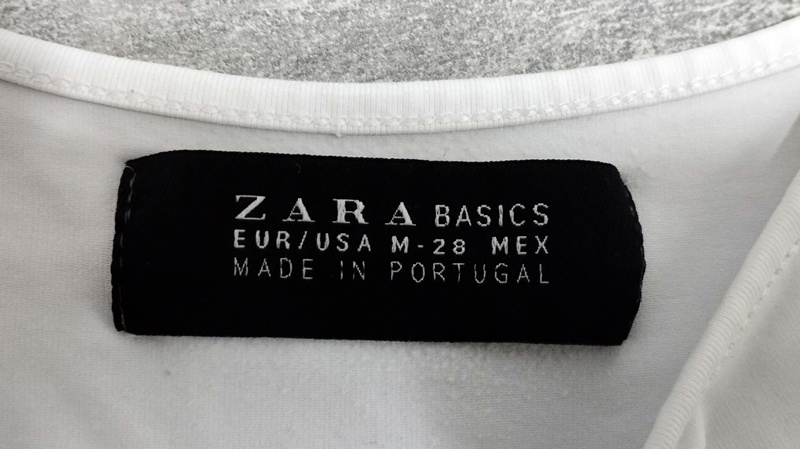 ZARA BASICS
EUR/USA M-28 MEX
MADE IN PORTUGAL